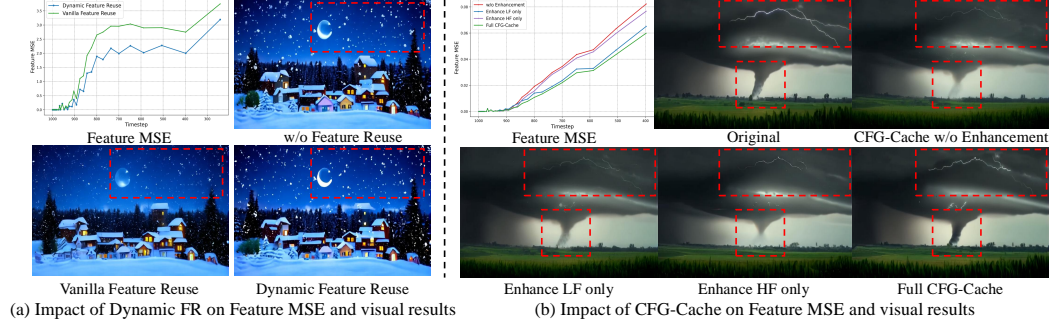 Dynamic Feature Reuse
Vanilla Feature Reuse
Feature MSE
Timestep
Feature MSE
w/o Feature Reuse
Vanilla Feature Reuse
Dynamic Feature Reuse
(a) Impact of Dynamic FR on Feature MSE and visual results
w/o Enhancement
Enhance LF only
Enhance HF only
Full CFG-Cache
Feature MSE
Timestep
Feature MSE
Original
CFG-Cache w/o Enhancement
Enhance LF only
Enhance HF only
Full CFG-Cache
(b) Impact of CFG-Cache on Feature MSE and visual results